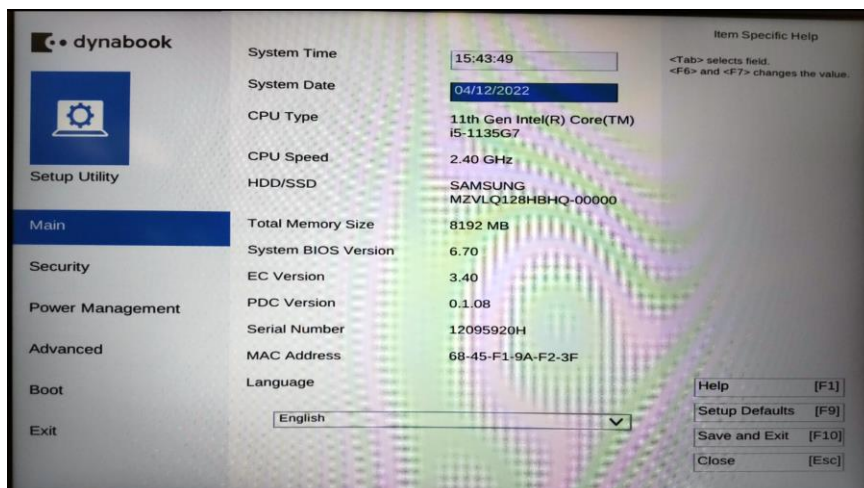 dynabook
Setup Utility
Main
Security
Power Management
Advanced
Boot
Exit
System Time 15:43:49
System Date 04/12/2022
CPU Type 11th Gen Intel(R) Core(TM)
i5-1135G7
CPU Speed 2.40 GHz
HDD/SSD SAMSUNG
MZVLQ128HBHQ-00000
Total Memory Size 8192 MB
System BIOS Version 6.70
EC Version 3.40
PDC Version 0.1.08
Serial Number 12095920H
MAC Address 68-45-F1-9A-F2-3F
Language
English
Item Specific Help
<Tab> selects field.
<F6> and <F7> changes the value.
Help [F1]
Setup Defaults [F9]
Save and Exit [F10]
Close [Esc]